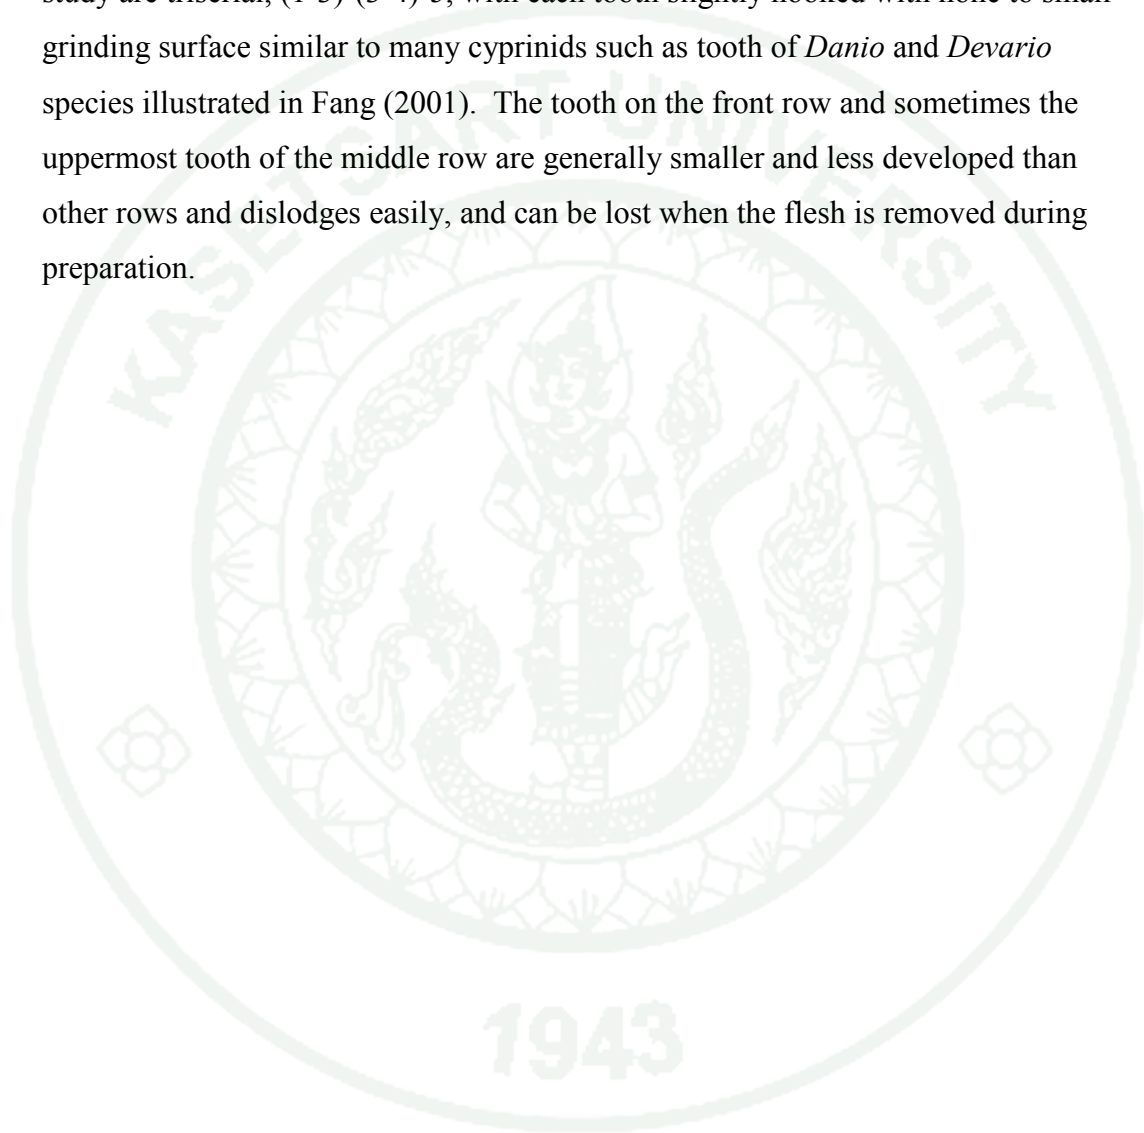 grinding surface similar to many cyprinids such as tooth of Danio and Devario
species illustrated in Fang (2001).  The tooth on the front row and sometimes the
uppermost tooth of the middle row are generally smaller and less developed than
other rows and dislodges easily, and can be lost when the flesh is removed during
preparation.
KASETSART UNIVERSITY
1943